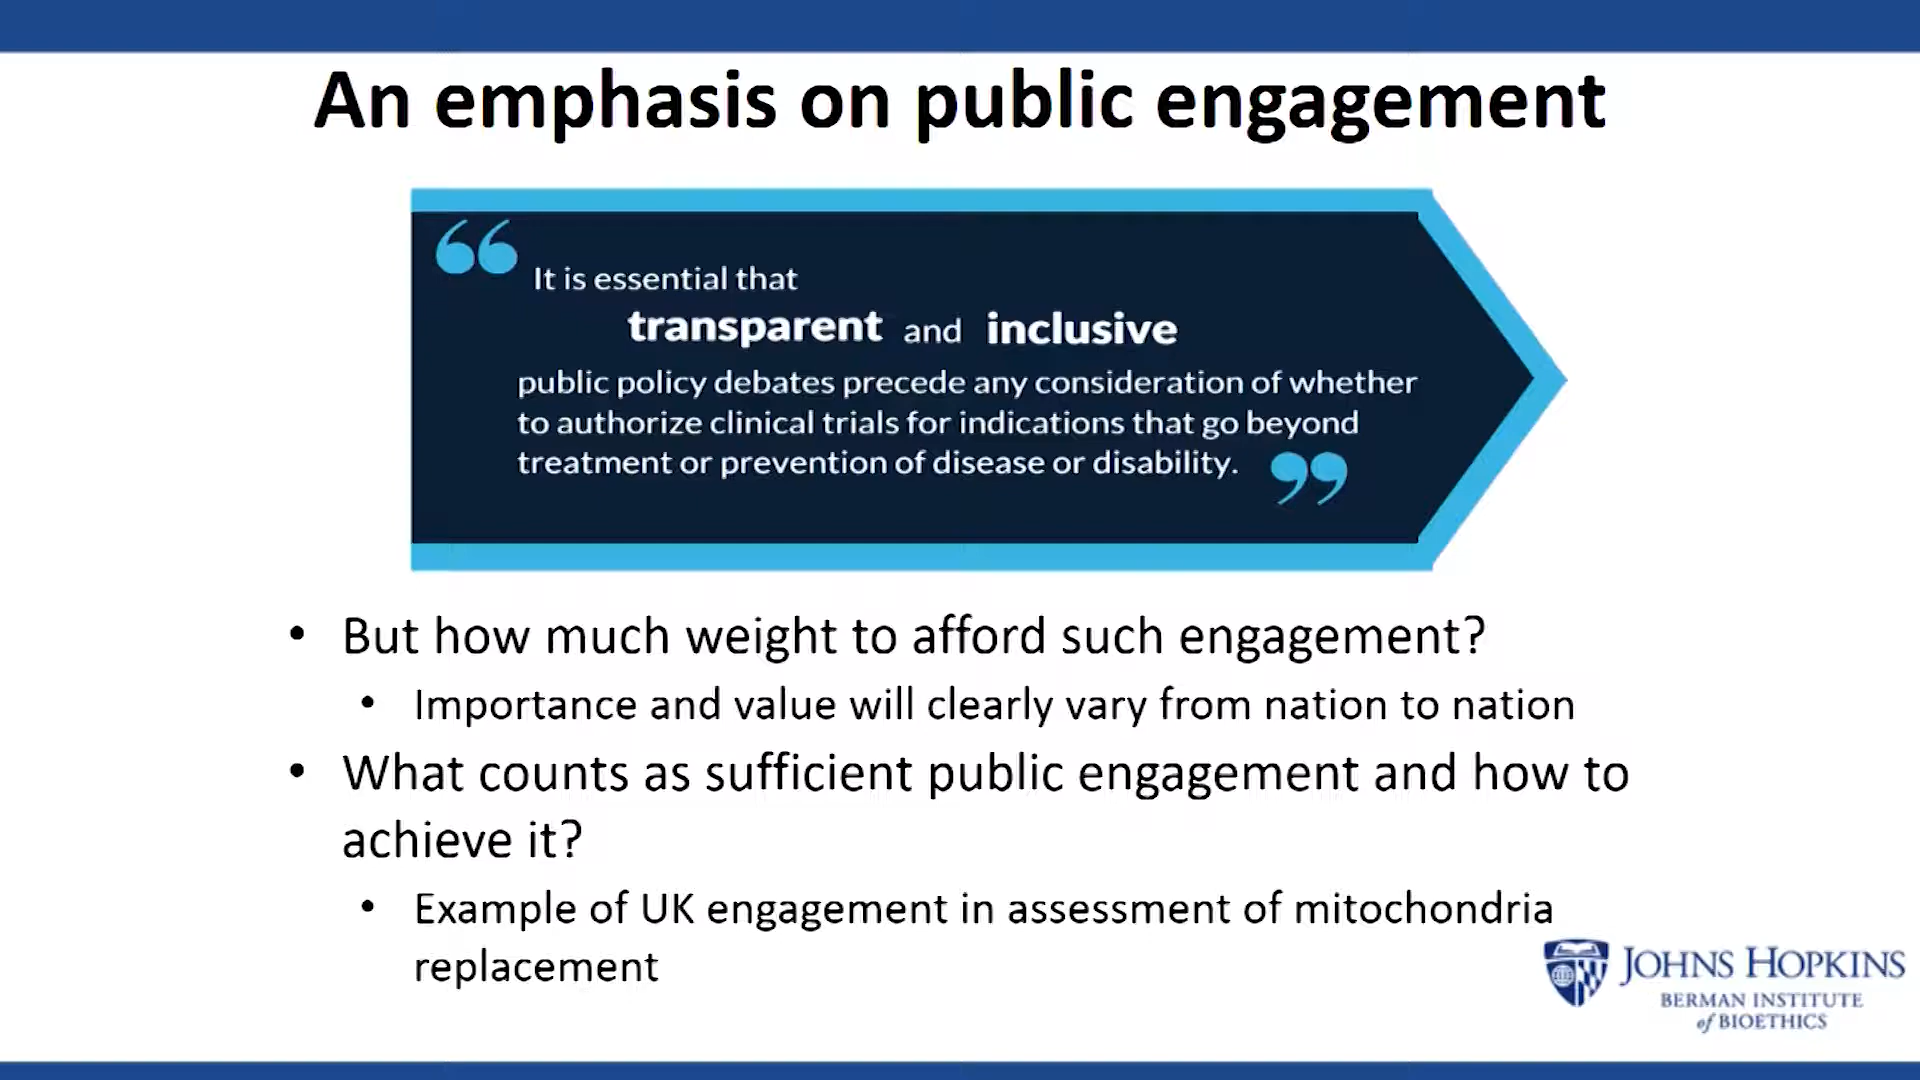 An emphasis on public engagement
“ It is essential that
transparent and inclusive
public policy debates precede any consideration of whether
to authorize clinical trials for indications that go beyond
treatment or prevention of disease or disability. ”
• But how much weight to afford such engagement?
• Importance and value will clearly vary from nation to nation
• What counts as sufficient public engagement and how to
achieve it?
• Example of UK engagement in assessment of mitochondria
replacement
JOHNS HOPKINS
BERMAN INSTITUTE
of BIOETHICS